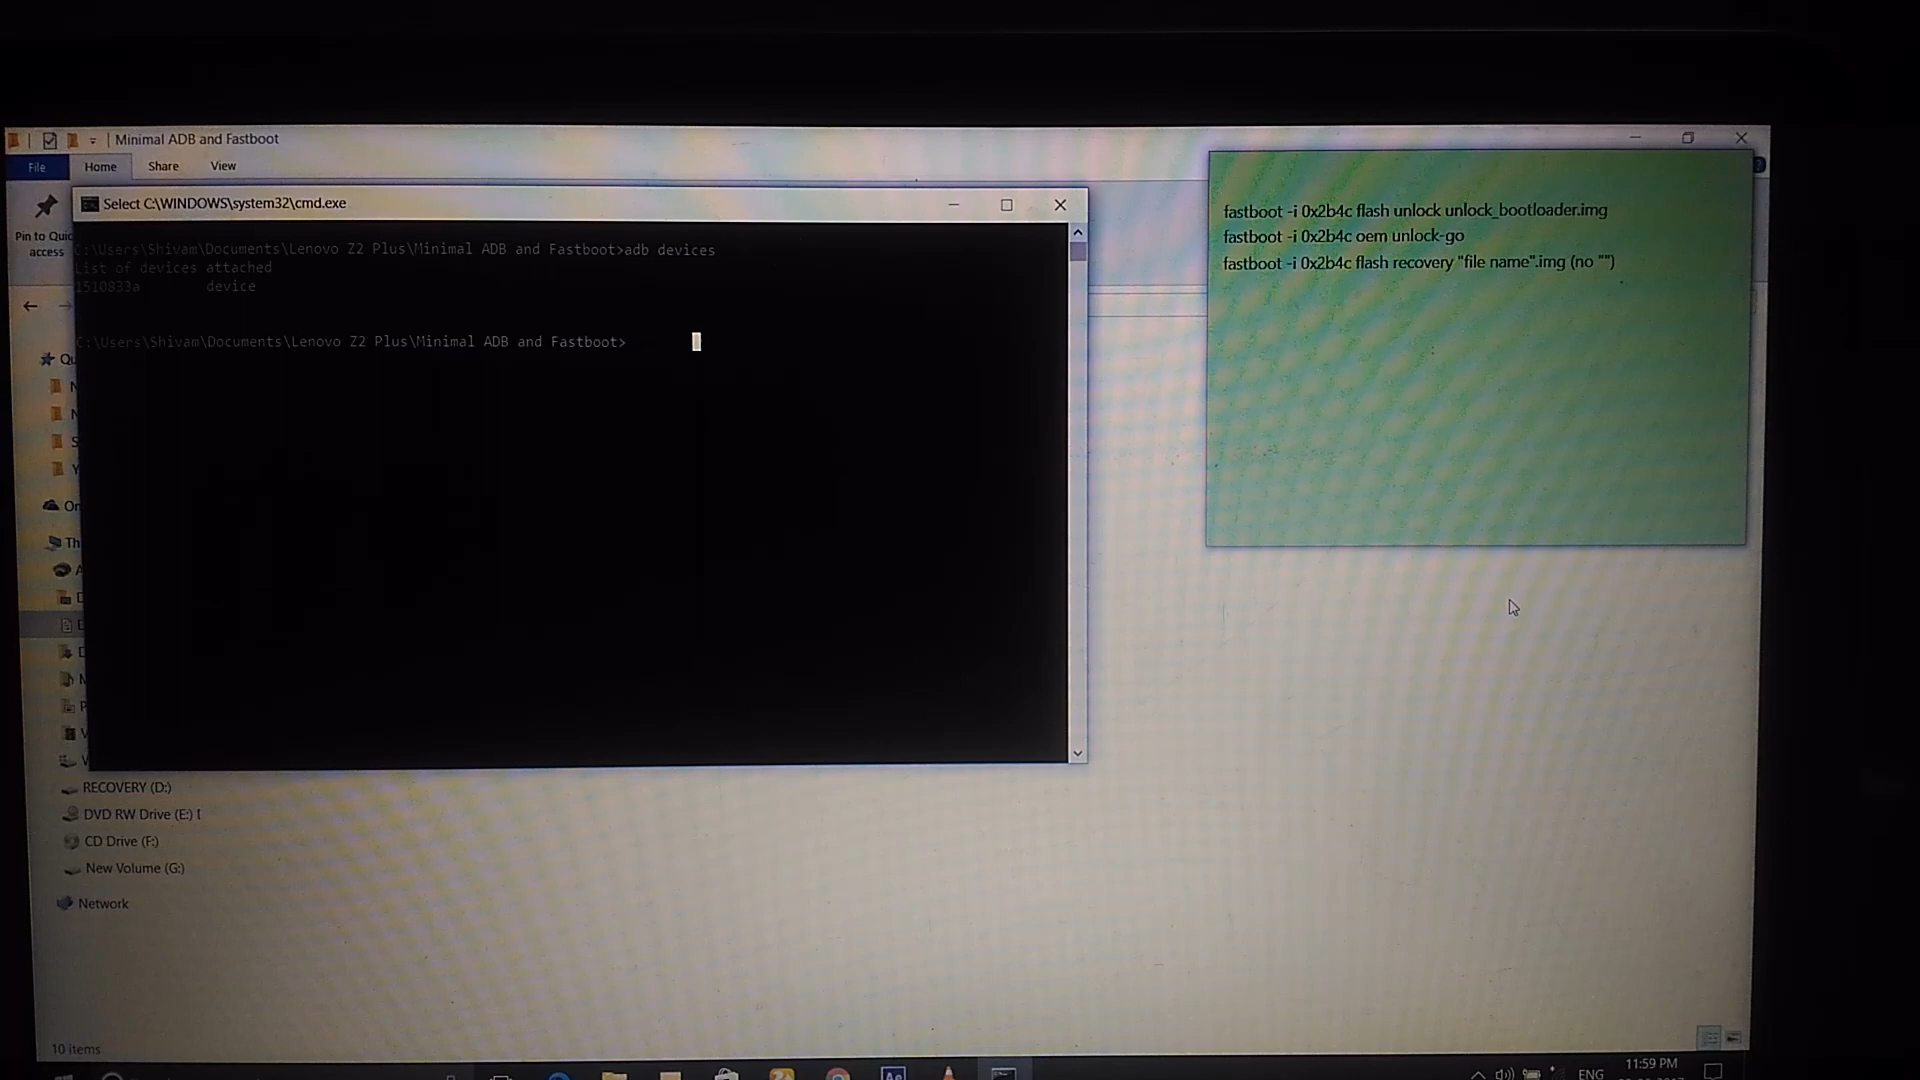 Minimal ADB and Fastboot
File Home Share View
Pin to Quic
access
Select C:\WINDOWS\system32\cmd.exe
C:\Users\Shivam\Documents\Lenovo Z2 Plus\Minimal ADB and Fastboot>adb devices
List of devices attached
1510833a device
C:\Users\Shivam\Documents\Lenovo Z2 Plus\Minimal ADB and Fastboot>
fastboot -i 0x2b4c flash unlock unlock_bootloader.img
fastboot -i 0x2b4c oem unlock-go
fastboot -i 0x2b4c flash recovery "file name".img (no "")
RECOVERY (D:)
DVD RW Drive (E:) I
CD Drive (F:)
New Volume (G:)
Network
10 items
ENG
11:59 PM